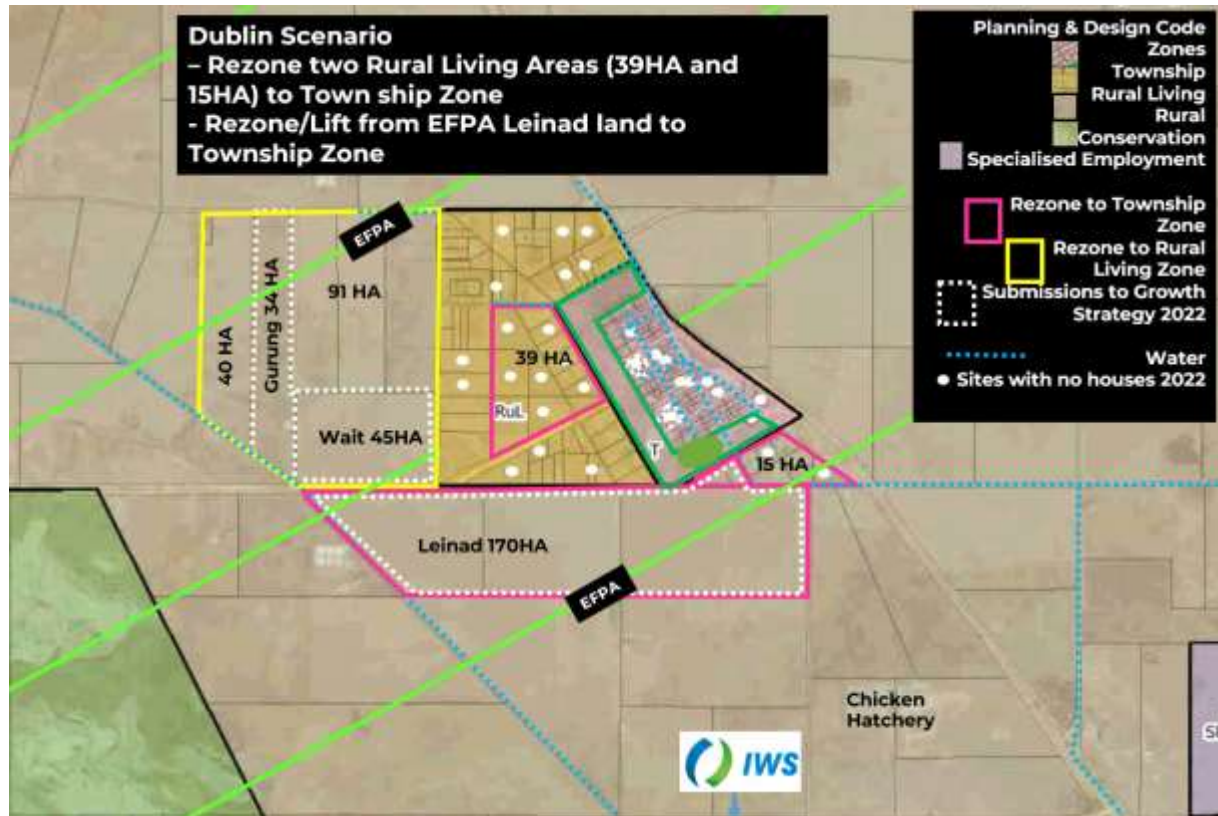 Dublin Scenario
– Rezone two Rural Living Areas (39HA and
15HA) to Town ship Zone
- Rezone/Lift from EFPA Leinad land to
Township Zone
Planning & Design Code
Zones
Township
Rural Living
Rural
Conservation
Specialised Employment
Rezone to Township
Zone
Rezone to Rural
Living Zone
Submissions to Growth
Strategy 2022
Water
Sites with no houses 2022
EFPA
40 HA
Gurung 34 HA
91 HA
39 HA
RuL
Wait 45HA
T
15 HA
Leinad 170HA
EFPA
Chicken
Hatchery
IWS